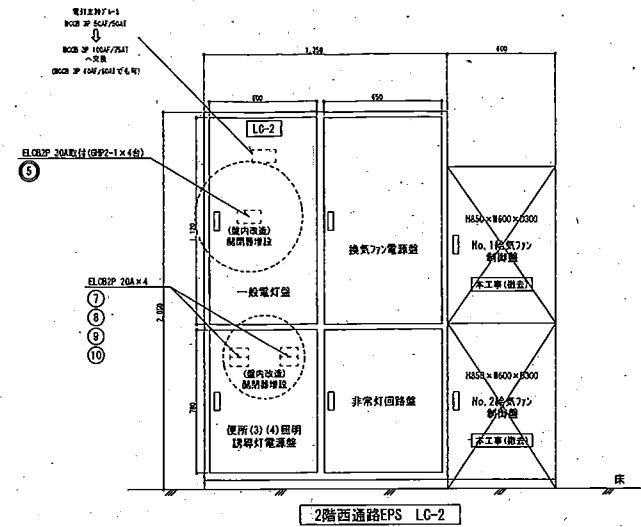 電灯主幹ブレーカ
MCCB 3P 50AF/50AT
MCCB 3P 100AF/75AT
へ交換
(MCCB 3P 60AF/60ATでも可)
1,250
600
600
650
LC-2
ELCB2P 30A取付(GHP2-1×4台)
⑤
(盤内改造)
開閉器増設
1,120
一般電灯盤
換気ファン電源盤
H850×W600×D300
No.1給気ファン
制御盤
本工事(撤去)
ELCB2P 20A×4
⑦
⑧
⑨
⑩
2,050
(盤内改造)
開閉器増設
780
便所(3)(4)照明
誘導灯電源盤
非常灯回路盤
H850×W600×D300
No.2給気ファン
制御盤
本工事(撤去)
床
2階西通路EPS LC-2